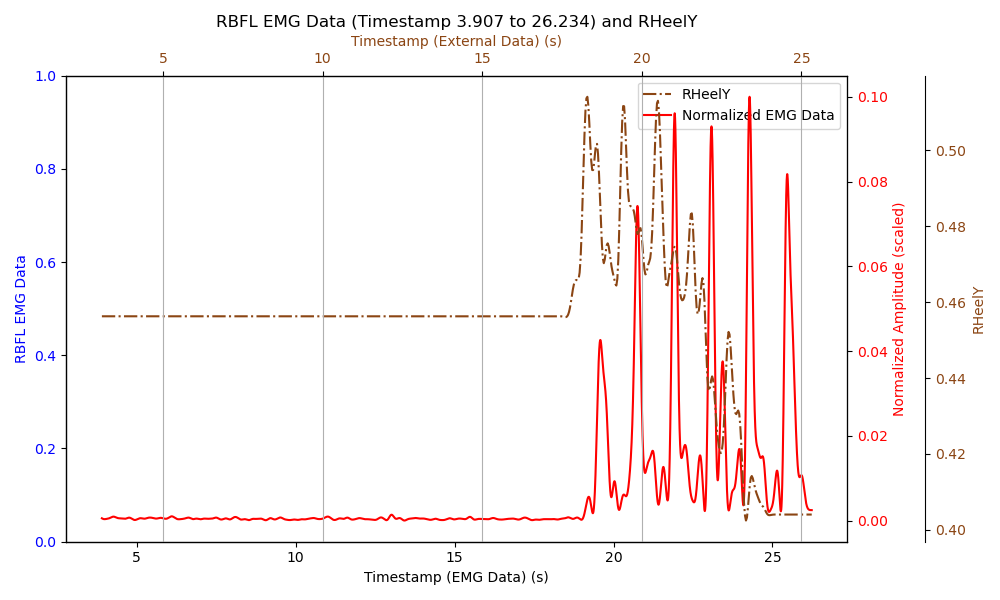 RBFL EMG Data (Timestamp 3.907 to 26.234) and RHeelY
Timestamp (External Data) (s)
5 10 15 20 25
1.0
0.8
0.6
0.4
0.2
0.0
RBFL EMG Data
RHeelY
Normalized EMG Data
0.10
0.08
0.06
0.04
0.02
0.00
Normalized Amplitude (scaled)
0.50
0.48
0.46
0.44
0.42
0.40
RHeelY
5 10 15 20 25
Timestamp (EMG Data) (s)